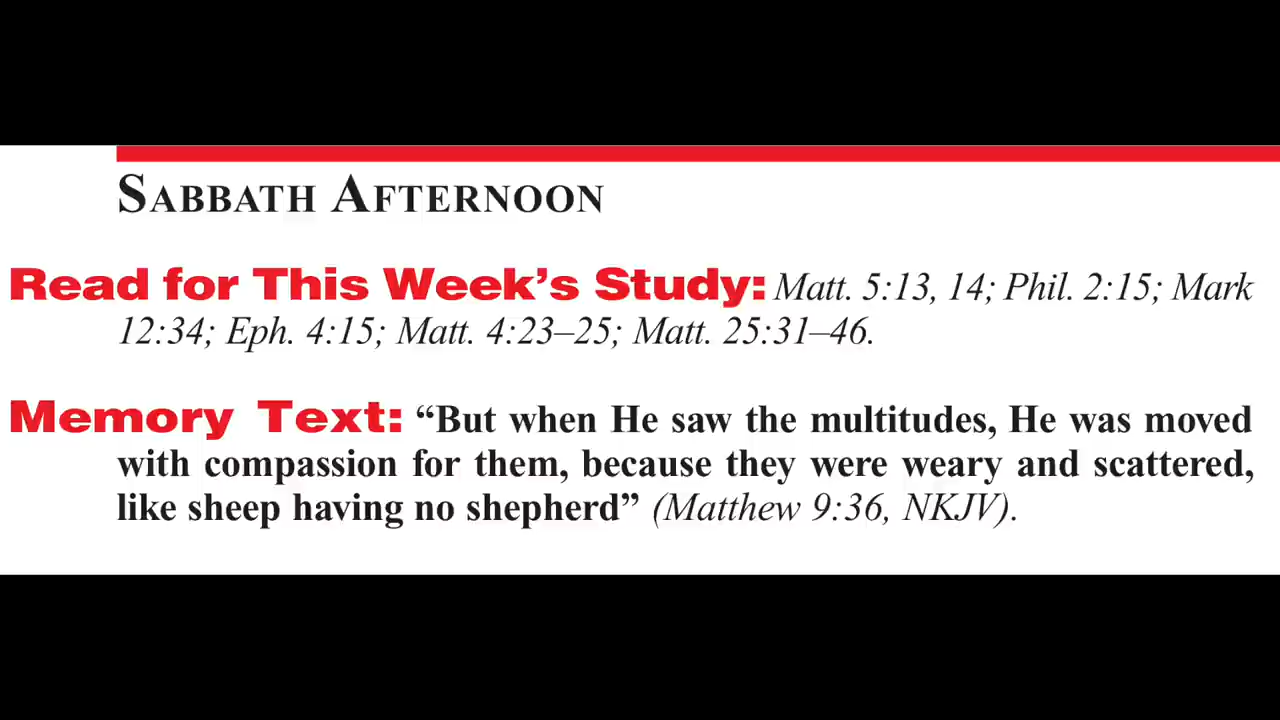 SABBATH AFTERNOON
Read for This Week’s Study: Matt. 5:13, 14; Phil. 2:15; Mark
12:34; Eph. 4:15; Matt. 4:23–25; Matt. 25:31–46.
Memory Text: “But when He saw the multitudes, He was moved
with compassion for them, because they were weary and scattered,
like sheep having no shepherd” (Matthew 9:36, NKJV).